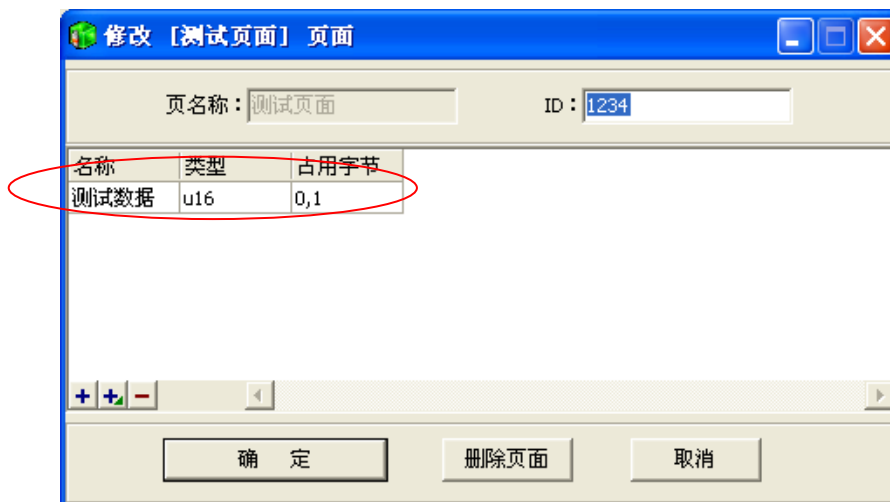 修改 [测试页面] 页面
页名称：测试页面 ID：1234
名称 类型 占用字节
测试数据 u16 0,1
确 定 删除页面 取消